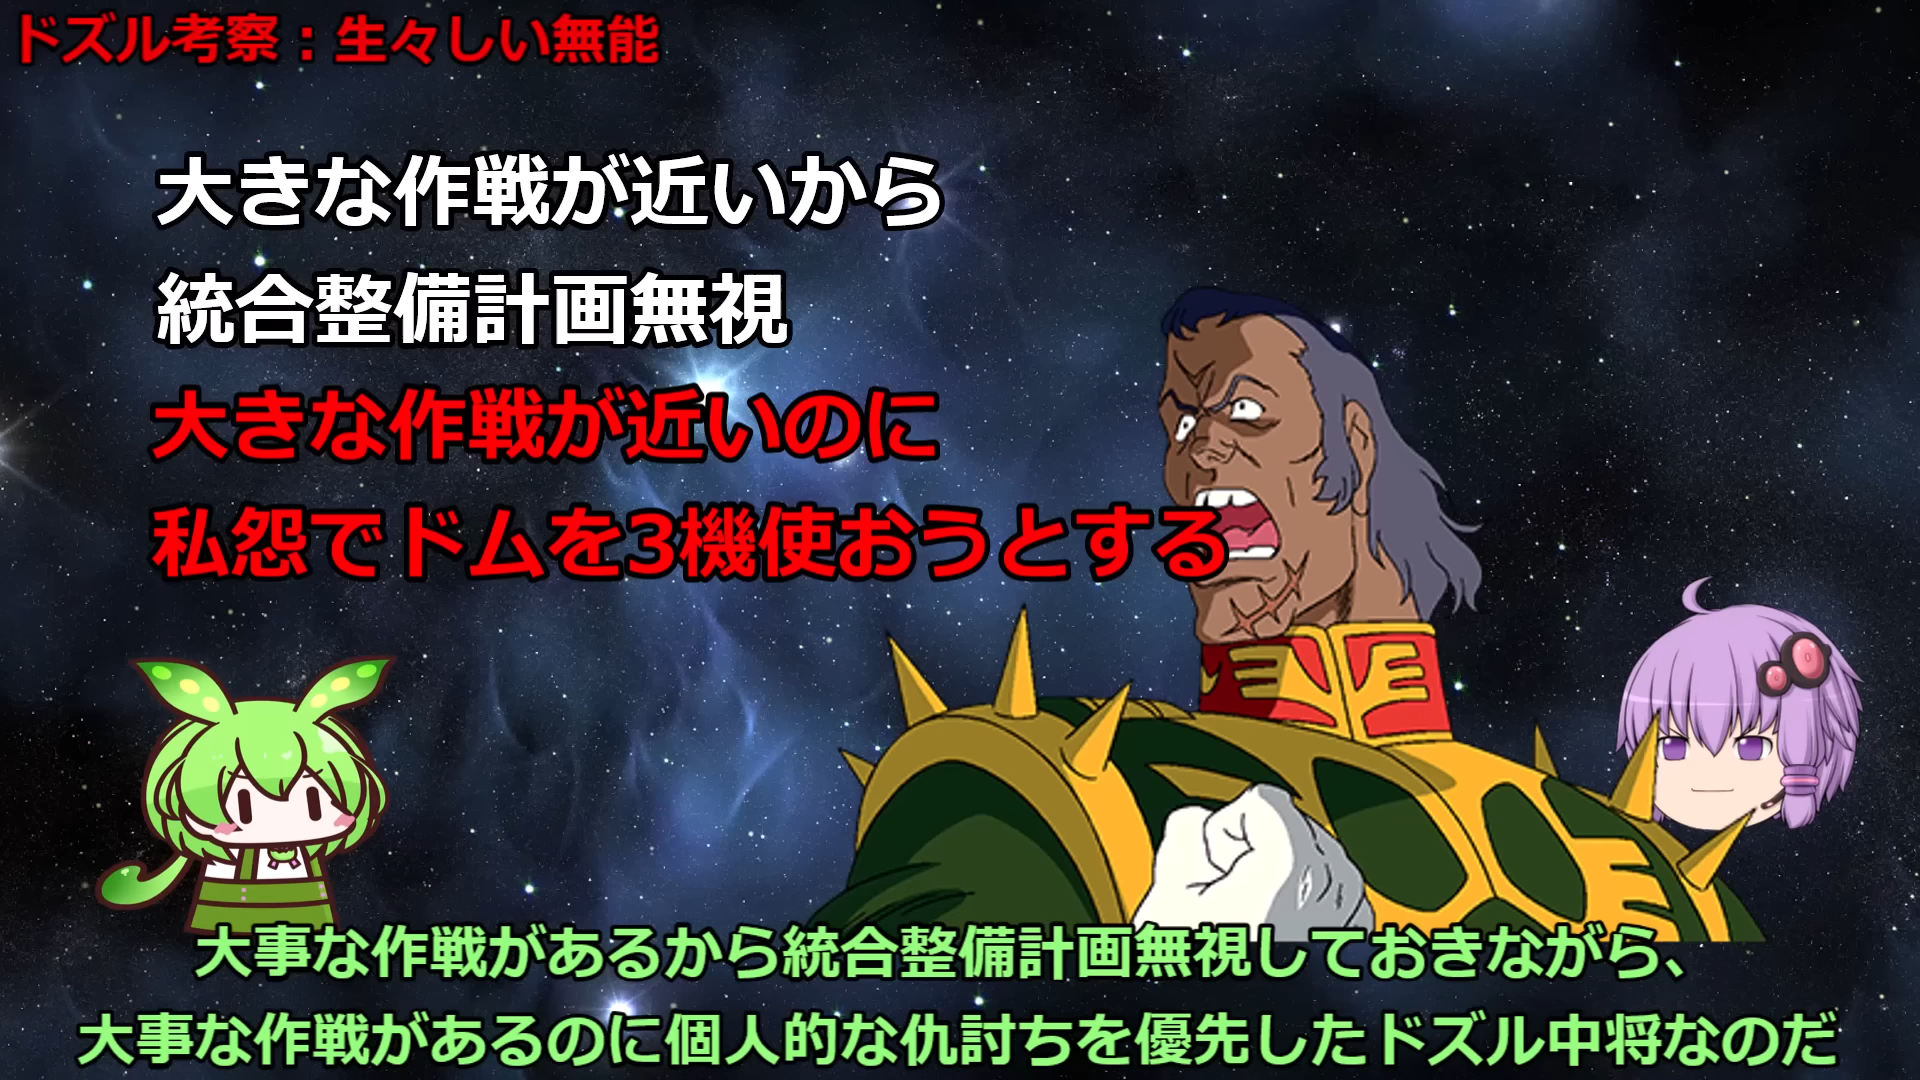 ドズル考察：生々しい無能
大きな作戦が近いから
統合整備計画無視
大きな作戦が近いのに
私怨でドムを3機使おうとする
大事な作戦があるから統合整備計画無視しておきながら、
大事な作戦があるのに個人的な仇討ちを優先したドズル中将なのだ